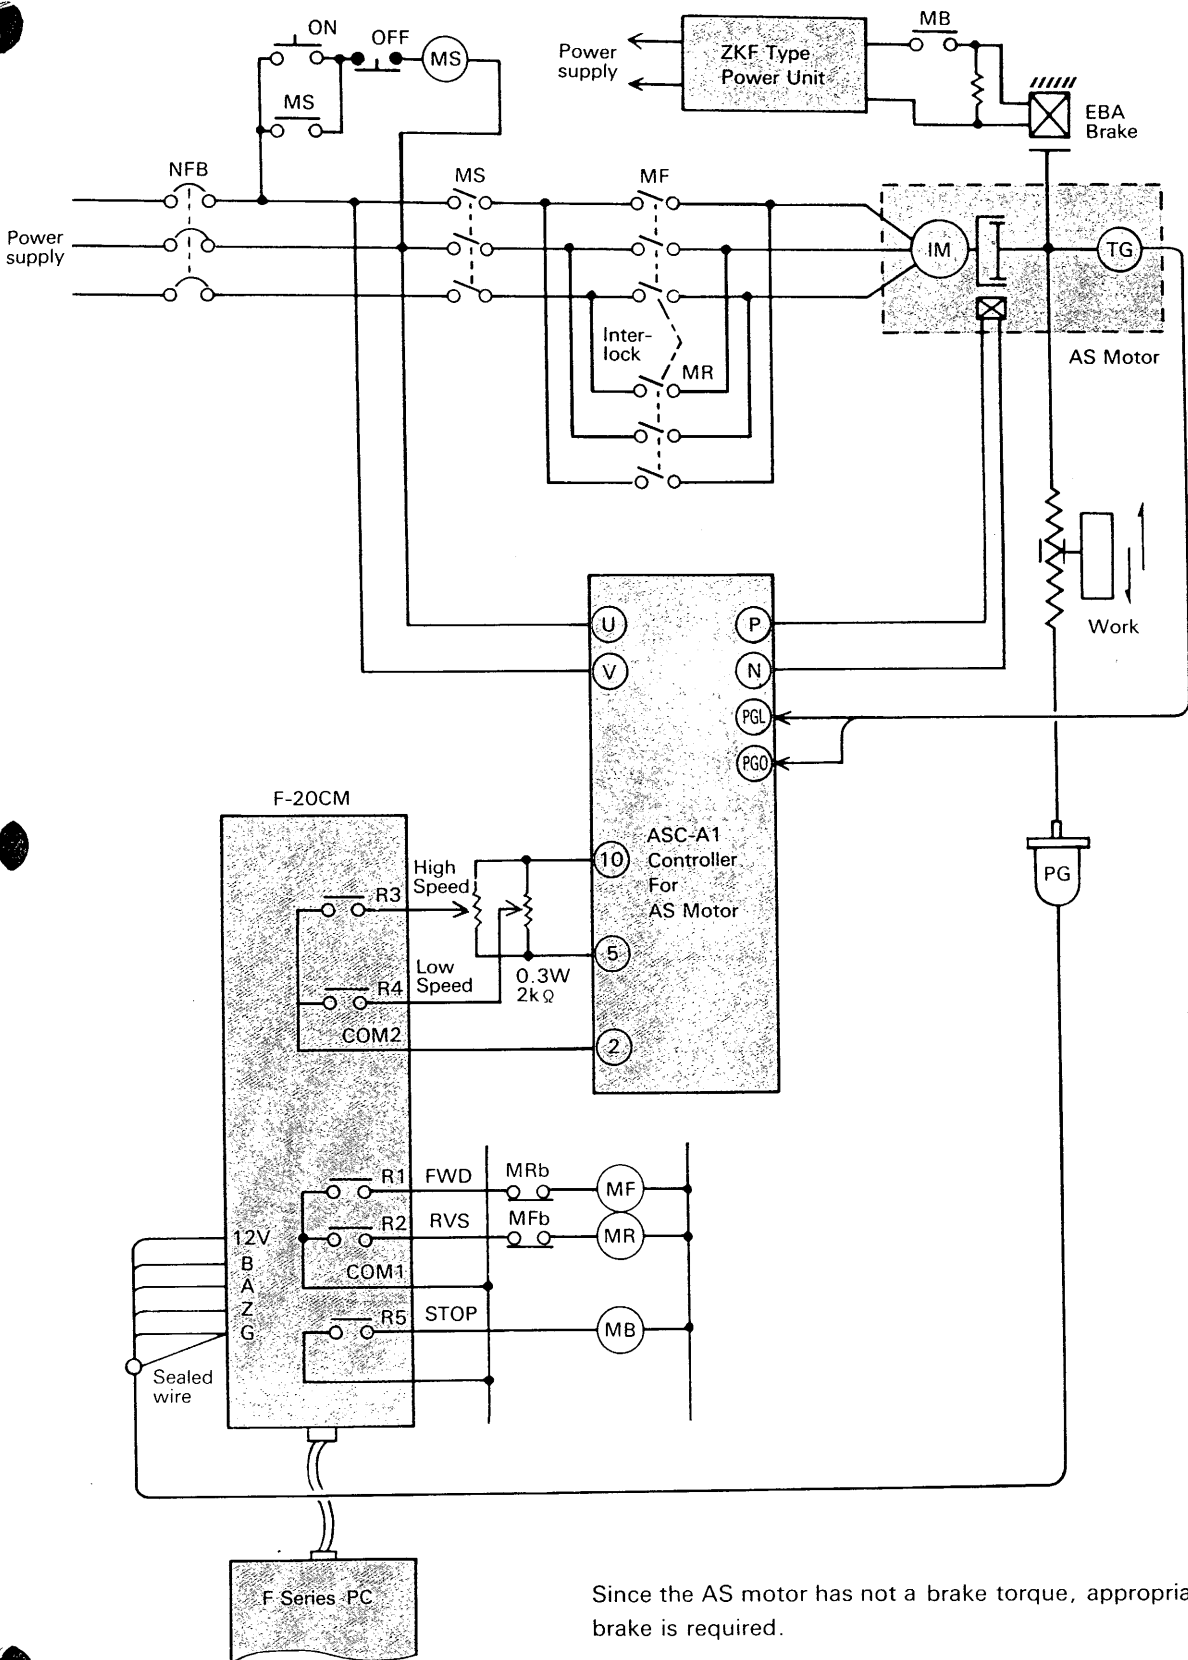 ON
OFF
MS
MS
Power
supply
ZKF Type
Power Unit
MB
EBA
Brake
NFB
MS
MF
Power
supply
IM
TG
Inter-
lock
MR
AS Motor
U
P
Work
V
N
PGL
PGO
F-20CM
ASC-A1
Controller
For
AS Motor
10
High
Speed
R3
PG
5
Low
Speed
R4
0.3W
2kΩ
COM2
2
R1
FWD
MRb
MF
R2
RVS
MFb
MR
12V
B
A
Z
G
COM1
R5
STOP
MB
Sealed
wire
F Series PC
Since the AS motor has not a brake torque, appropria
brake is required.